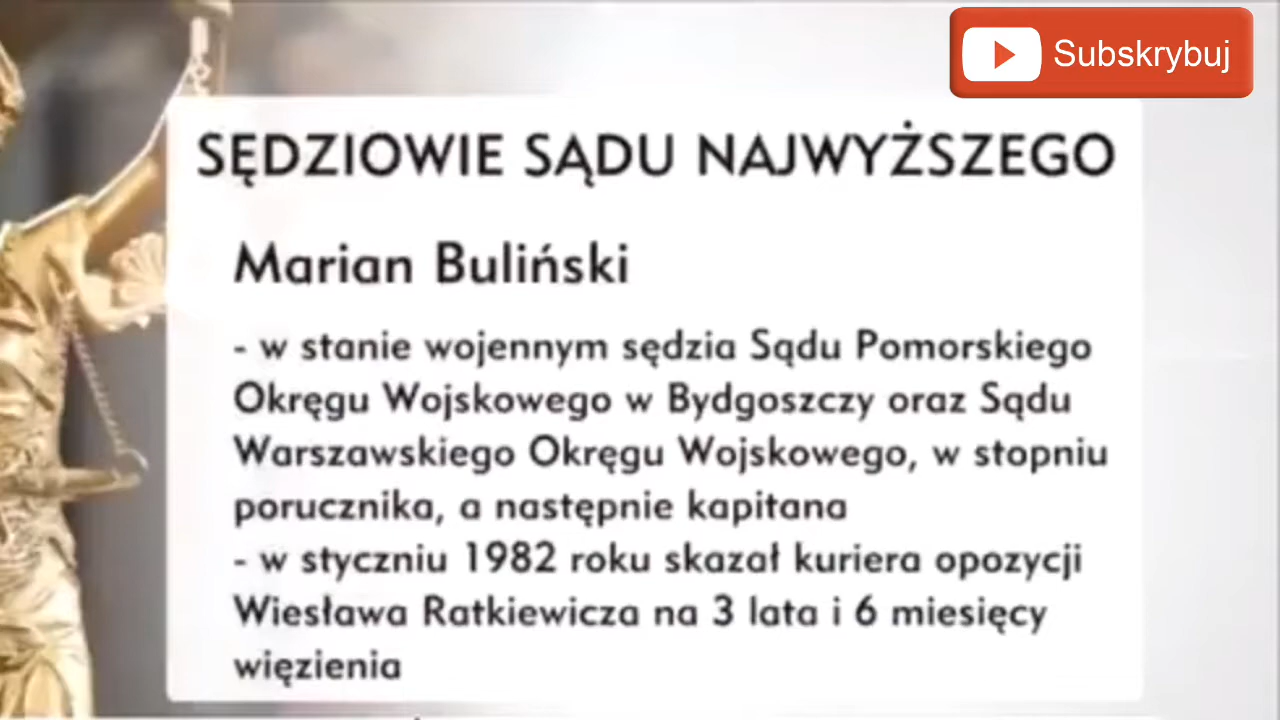 Subskrybuj
SĘDZIOWIE SĄDU NAJWYŻSZEGO
Marian Buliński
- w stanie wojennym sędzia Sądu Pomorskiego
Okręgu Wojskowego w Bydgoszczy oraz Sądu
Warszawskiego Okręgu Wojskowego, w stopniu
porucznika, a następnie kapitana
- w styczniu 1982 roku skazał kuriera opozycji
Wiesława Ratkiewicza na 3 lata i 6 miesięcy
więzienia